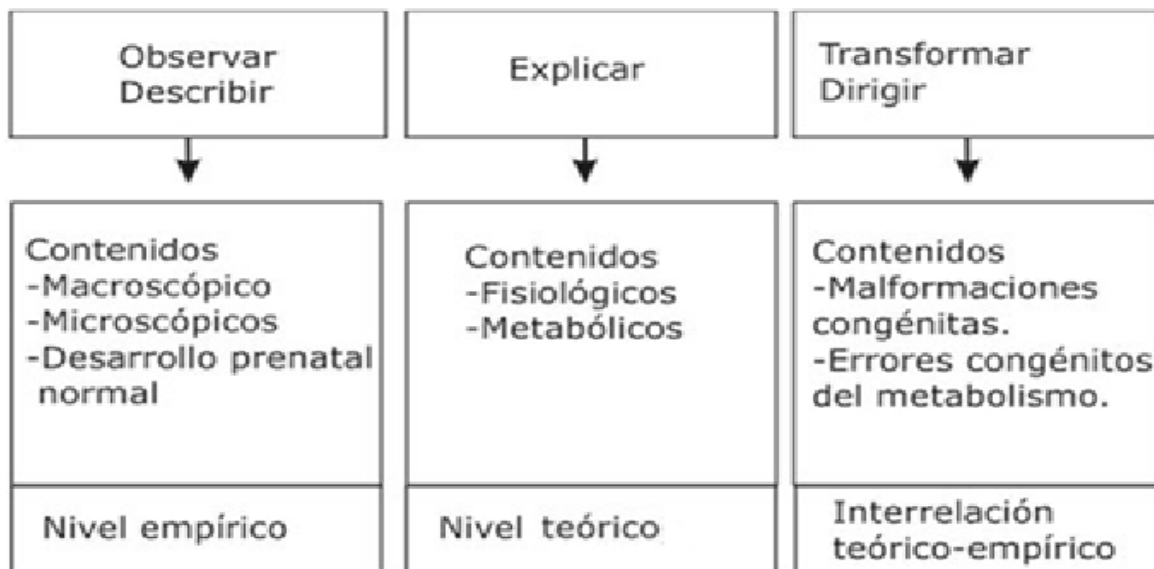 Observar
Describir
Explicar
Transformar
Dirigir
Contenidos
-Macroscópico
-Microscópicos
-Desarrollo prenatal
normal
Contenidos
-Fisiológicos
-Metabólicos
Contenidos
-Malformaciones
congénitas.
-Errores congénitos
del metabolismo.
Nivel empírico
Nivel teórico
Interrelación
teórico-empírico